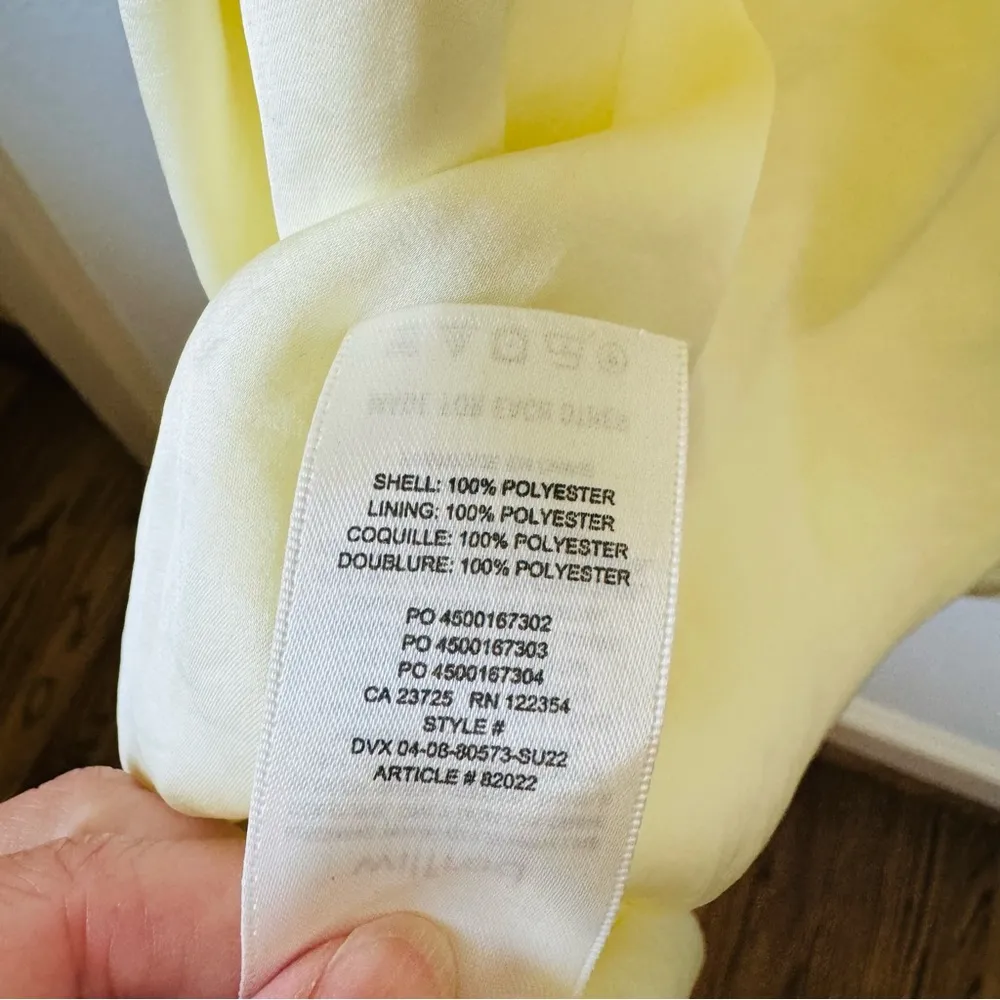 SHELL: 100% POLYESTER
LINING: 100% POLYESTER
COQUILLE: 100% POLYESTER
DOUBLURE: 100% POLYESTER
PO 4500167302
PO 4500167303
PO 4500167304
CA 23725 RN 122354
STYLE #
DVX 04-08-80573-SU22
ARTICLE # 82022